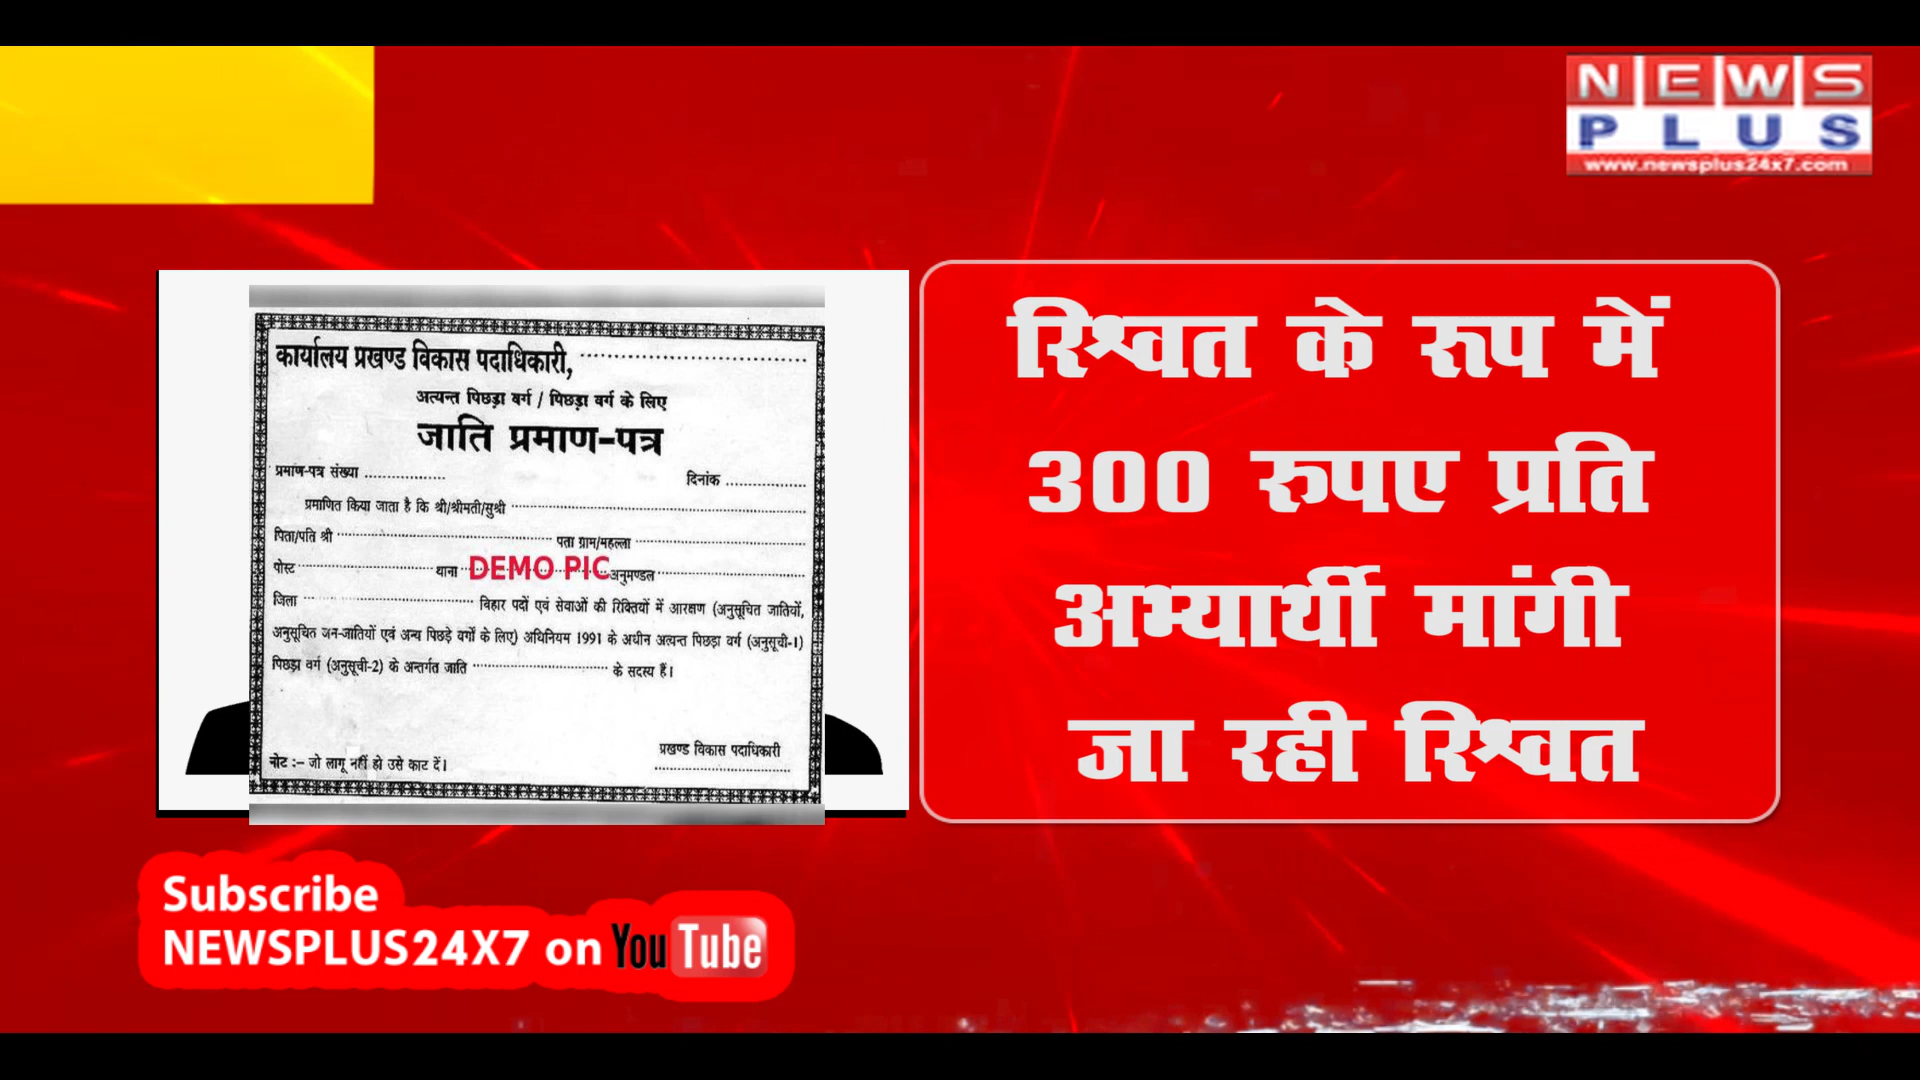 NEWS
PLUS
www.newsplus24x7.com
कार्यालय प्रखण्ड विकास पदाधिकारी, ..............................
अत्यन्त पिछड़ा वर्ग / पिछड़ा वर्ग के लिए
जाति प्रमाण-पत्र
प्रमाण-पत्र संख्या ................ दिनांक ................
प्रमाणित किया जाता है कि श्री/श्रीमती/सुश्री ................................
पिता/पति श्री ................................ पता ग्राम/महल्ला ................................
पोस्ट ................ थाना ................ अनुमण्डल ................
DEMO PIC
जिला ................ बिहार पदों एवं सेवाओं की रिक्तियों में आरक्षण (अनुसूचित जातियों,
अनुसूचित जन-जातियों एवं अन्य पिछड़े वर्गों के लिए) अधिनियम 1991 के अधीन अत्यन्त पिछड़ा वर्ग (अनुसूची-1)
पिछड़ा वर्ग (अनुसूची-2) के अन्तर्गत जाति ................ के सदस्य हैं।
प्रखण्ड विकास पदाधिकारी
नोट :- जो लागू नहीं हो उसे काट दें।
रिश्वत के रूप में
300 रुपए प्रति
अभ्यार्थी मांगी
जा रही रिश्वत
Subscribe
NEWSPLUS24X7 on YouTube